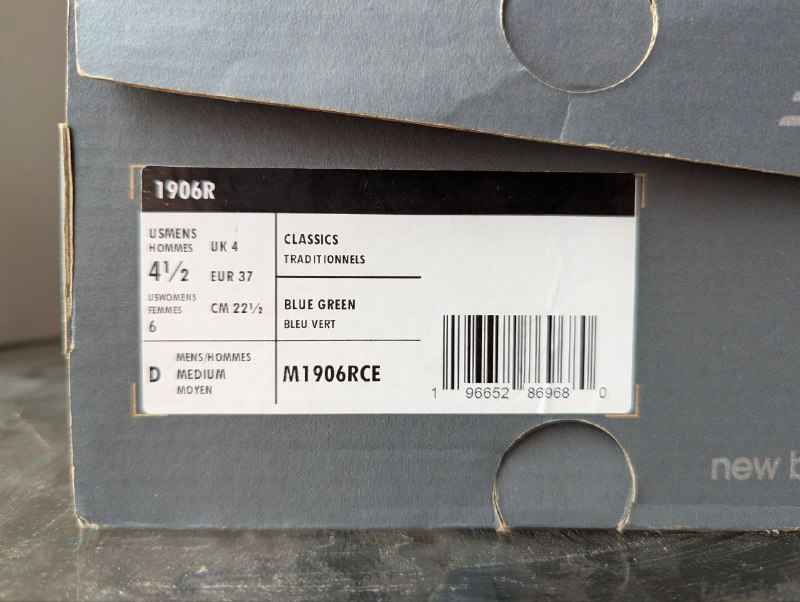 1906R
USMENS
HOMMES
4½
USWOMENS
FEMMES
6
UK 4
EUR 37
CM 22½
CLASSICS
TRADITIONNELS
BLUE GREEN
BLEU VERT
D
MENS/HOMMES
MEDIUM
MOYEN
M1906RCE
1 96652 86968 0
new b